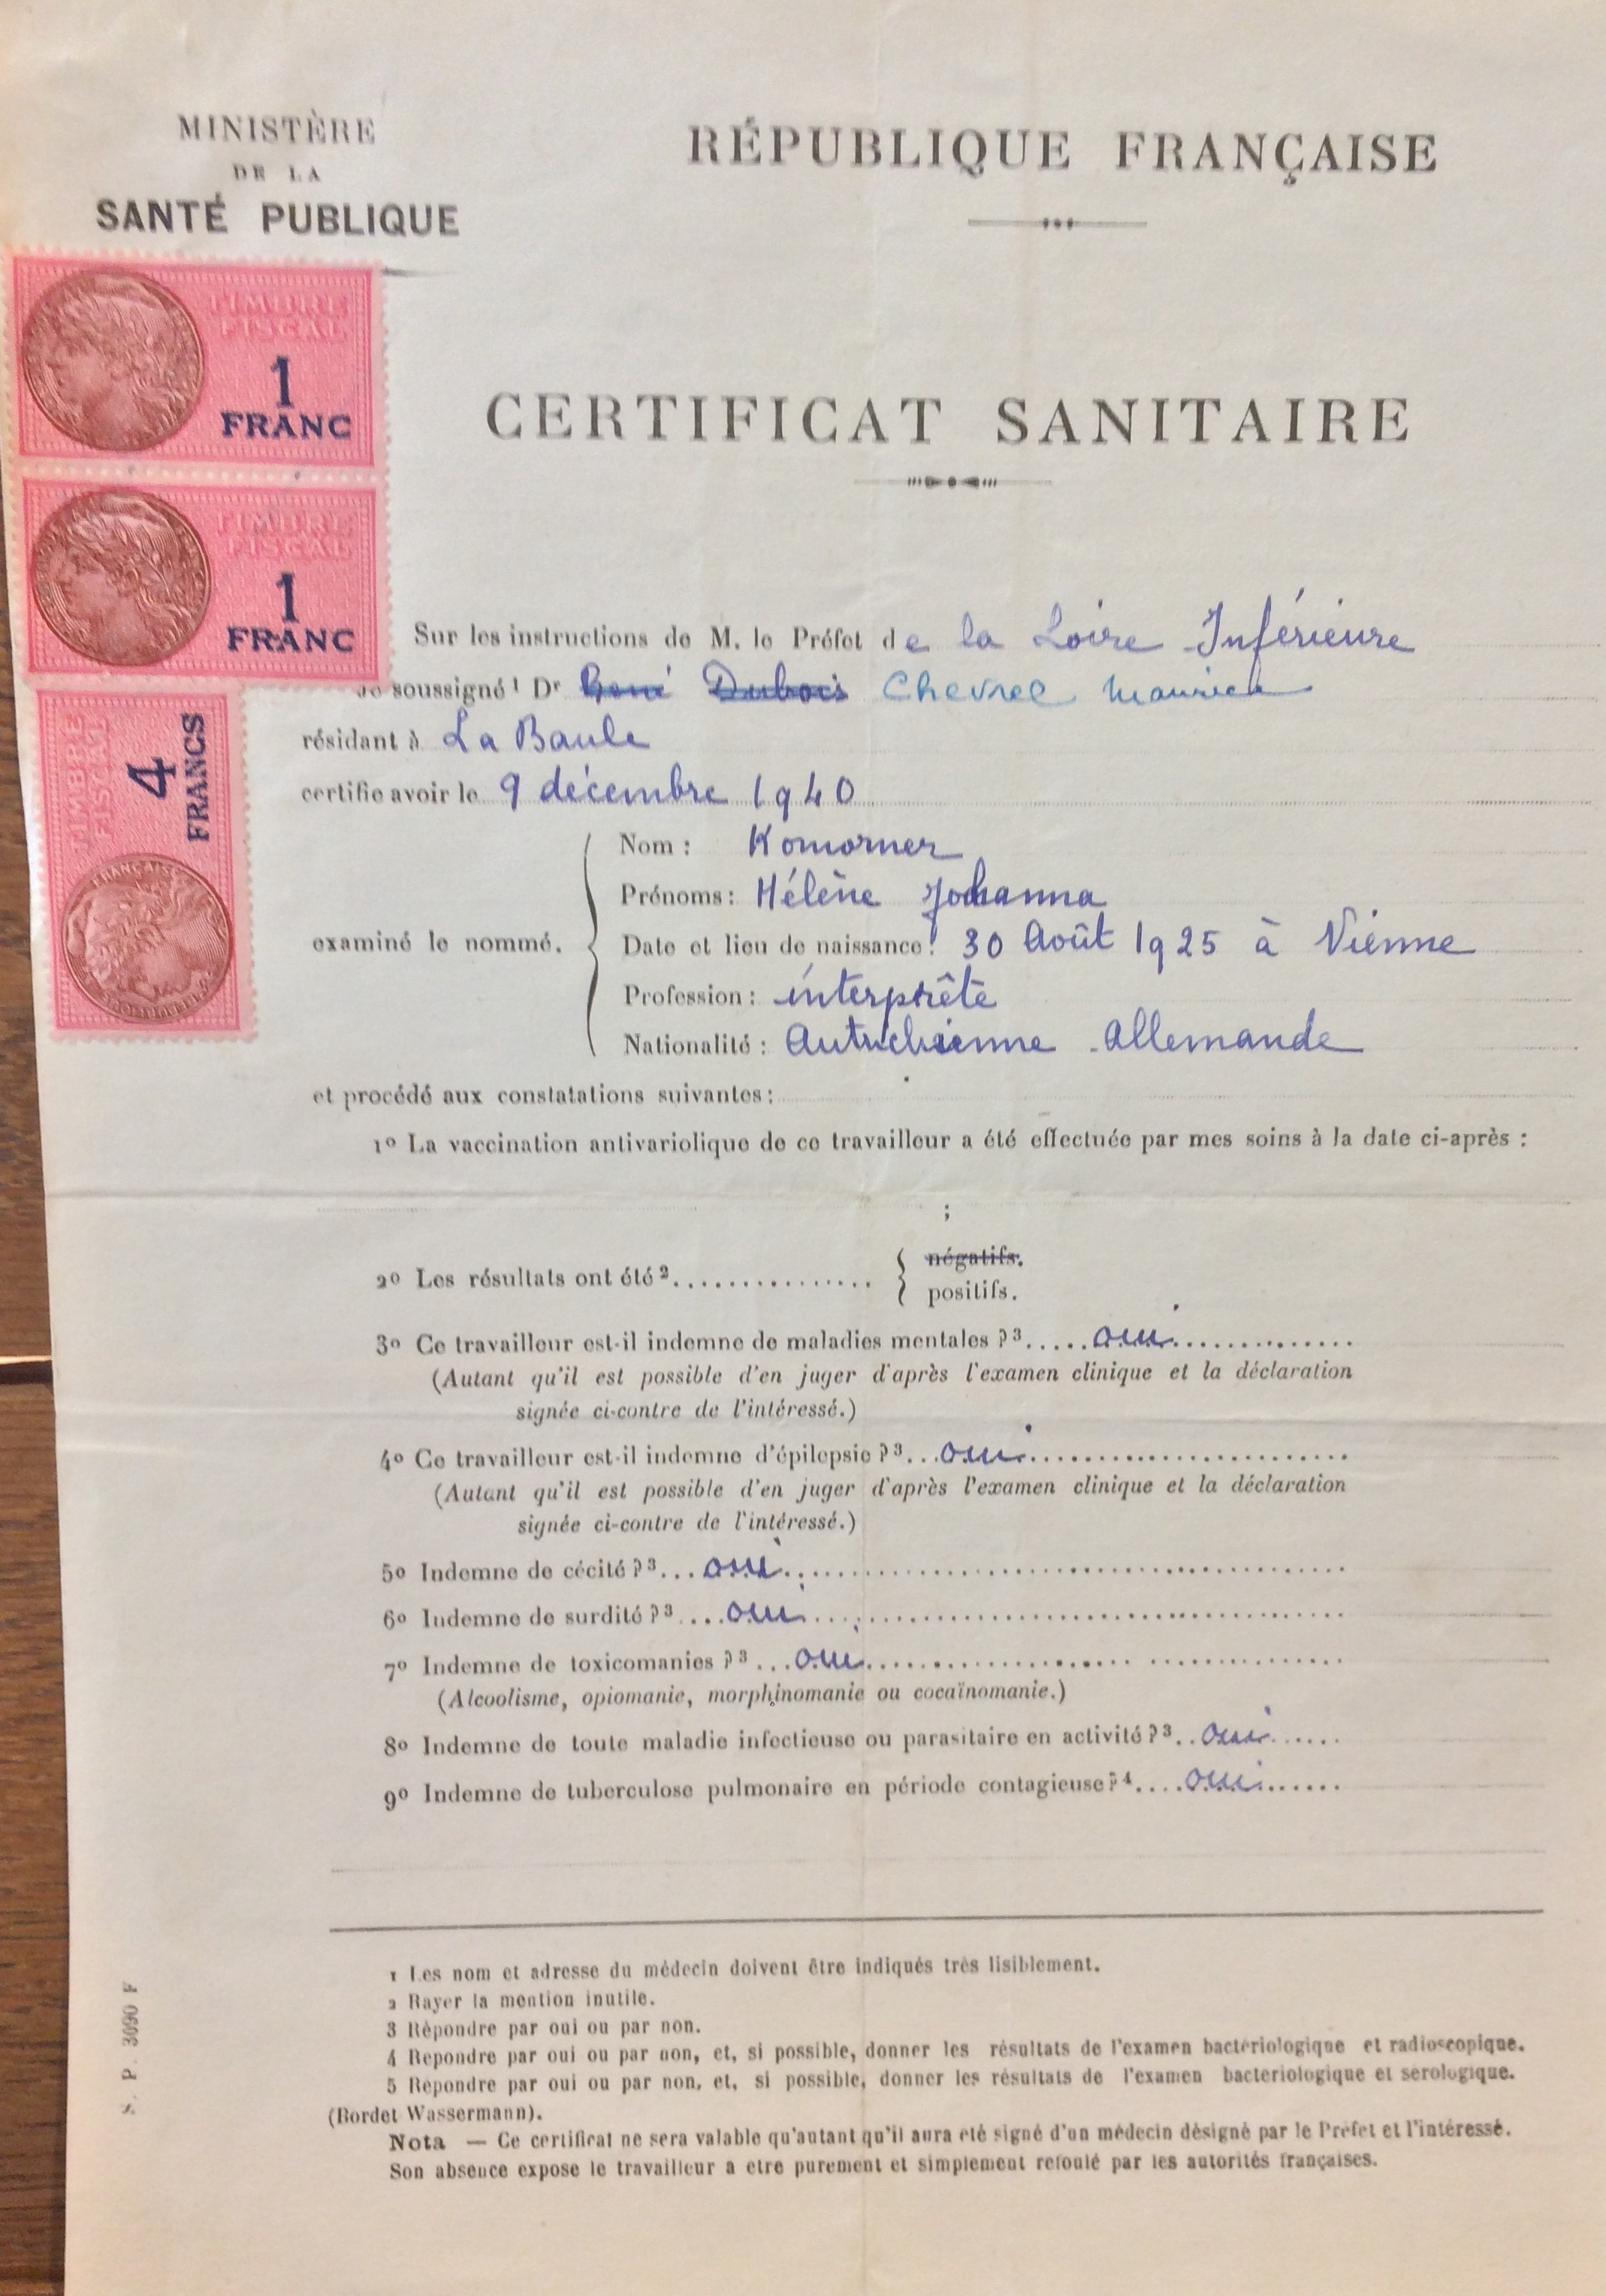 MINISTÈRE
DE LA
SANTÉ PUBLIQUE
RÉPUBLIQUE FRANÇAISE
TIMBRE
FISCAL
1
FRANC
TIMBRE
FISCAL
1
FRANC
TIMBRE
FISCAL
4
FRANCS
CERTIFICAT SANITAIRE
Sur les instructions de M. le Préfet de la Loire Inférieure
Je soussigné ¹ Dr René Dubois Chevrel Maurice
résidant à La Baule
certifie avoir le 9 décembre 1940
examiné le nommé.
Nom : Komorner
Prénoms : Hélène Johanna
Date et lieu de naissance : 30 Août 1925 à Vienne
Profession : interprète
Nationalité : Autrichienne Allemande
et procédé aux constatations suivantes :
1º La vaccination antivariolique de ce travailleur a été effectuée par mes soins à la date ci-après :
;
2º Les résultats ont été ²................
négatifs.
positifs.
3º Ce travailleur est-il indemne de maladies mentales ? ³.....oui..............
(Autant qu'il est possible d'en juger d'après l'examen clinique et la déclaration
signée ci-contre de l'intéressé.)
4º Ce travailleur est-il indemne d'épilepsie ? ³...oui........................
(Autant qu'il est possible d'en juger d'après l'examen clinique et la déclaration
signée ci-contre de l'intéressé.)
5º Indemne de cécité ? ³...oui..........................................
6º Indemne de surdité ? ³....oui.........................................
7º Indemne de toxicomanies ? ³...oui....................................
(Alcoolisme, opiomanie, morphinomanie ou cocaïnomanie.)
8º Indemne de toute maladie infectieuse ou parasitaire en activité ? ³..oui......
9º Indemne de tuberculose pulmonaire en période contagieuse ? ⁴....oui......
1 Les nom et adresse du médecin doivent être indiqués très lisiblement.
2 Rayer la mention inutile.
3 Répondre par oui ou par non.
4 Repondre par oui ou par non, et, si possible, donner les résultats de l'examen bactériologique et radioscopique.
5 Répondre par oui ou par non, et, si possible, donner les résultats de l'examen bacteriologique et serologique.
(Bordet Wassermann).
Nota — Ce certificat ne sera valable qu'autant qu'il aura été signé d'un médecin désigné par le Préfet et l'intéressé.
Son absence expose le travailleur a etre purement et simplement refoulé par les autorités françaises.
S. P. 3090 F